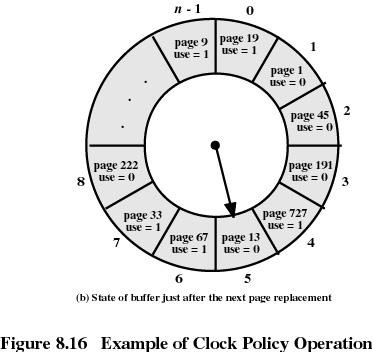 n - 1
0
page 9
use = 1
page 19
use = 1
1
page 1
use = 0
2
page 45
use = 0
page 191
use = 0
3
page 727
use = 1
4
page 13
use = 0
5
page 67
use = 1
6
page 33
use = 1
7
page 222
use = 0
8
(b) State of buffer just after the next page replacement
Figure 8.16 Example of Clock Policy Operation